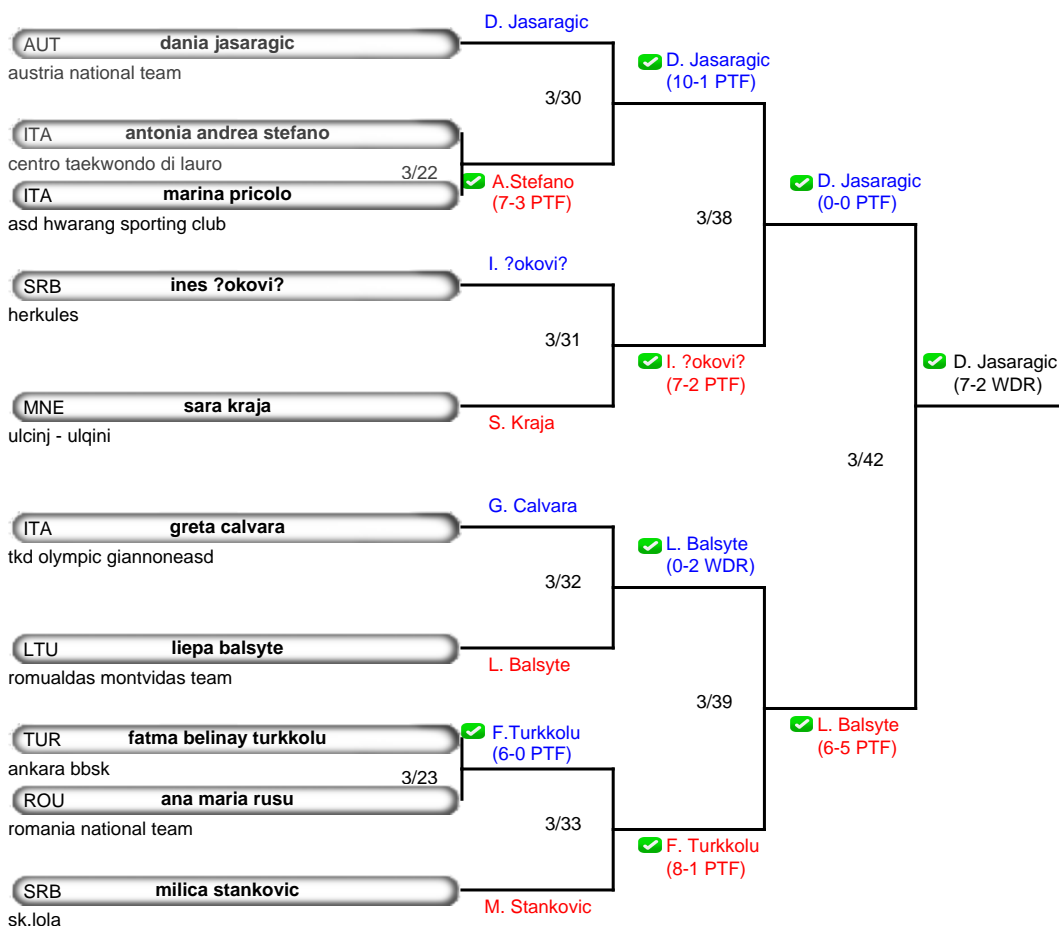 D. Jasaragic
AUT dania jasaragic
austria national team
3/30
D. Jasaragic
(10-1 PTF)
ITA antonia andrea stefano
centro taekwondo di lauro
3/22
ITA marina pricolo
asd hwarang sporting club
A.Stefano
(7-3 PTF)
3/38
D. Jasaragic
(0-0 PTF)
I. ?okovi?
SRB ines ?okovi?
herkules
3/31
I. ?okovi?
(7-2 PTF)
MNE sara kraja
ulcinj - ulqini
S. Kraja
D. Jasaragic
(7-2 WDR)
3/42
G. Calvara
ITA greta calvara
tkd olympic giannoneasd
3/32
L. Balsyte
(0-2 WDR)
LTU liepa balsyte
romualdas montvidas team
L. Balsyte
3/39
L. Balsyte
(6-5 PTF)
TUR fatma belinay turkkolu
ankara bbsk
F.Turkkolu
(6-0 PTF)
3/23
ROU ana maria rusu
romania national team
3/33
F. Turkkolu
(8-1 PTF)
SRB milica stankovic
sk.lola
M. Stankovic